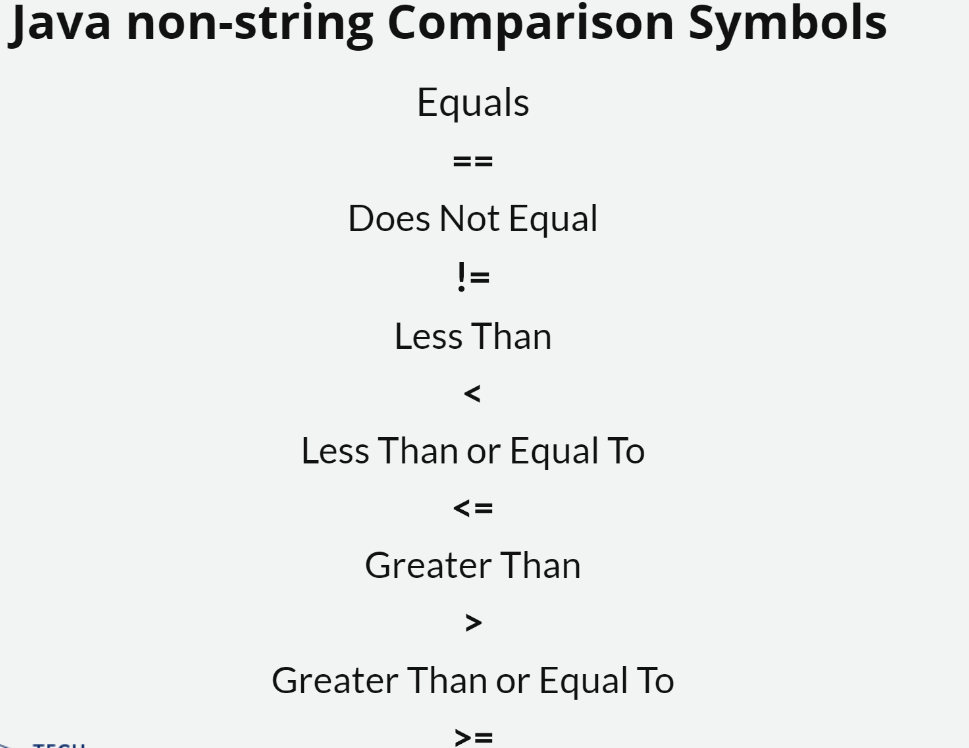 Java non-string Comparison Symbols
Equals
==
Does Not Equal
!=
Less Than
<
Less Than or Equal To
<=
Greater Than
>
Greater Than or Equal To
>=
TECH